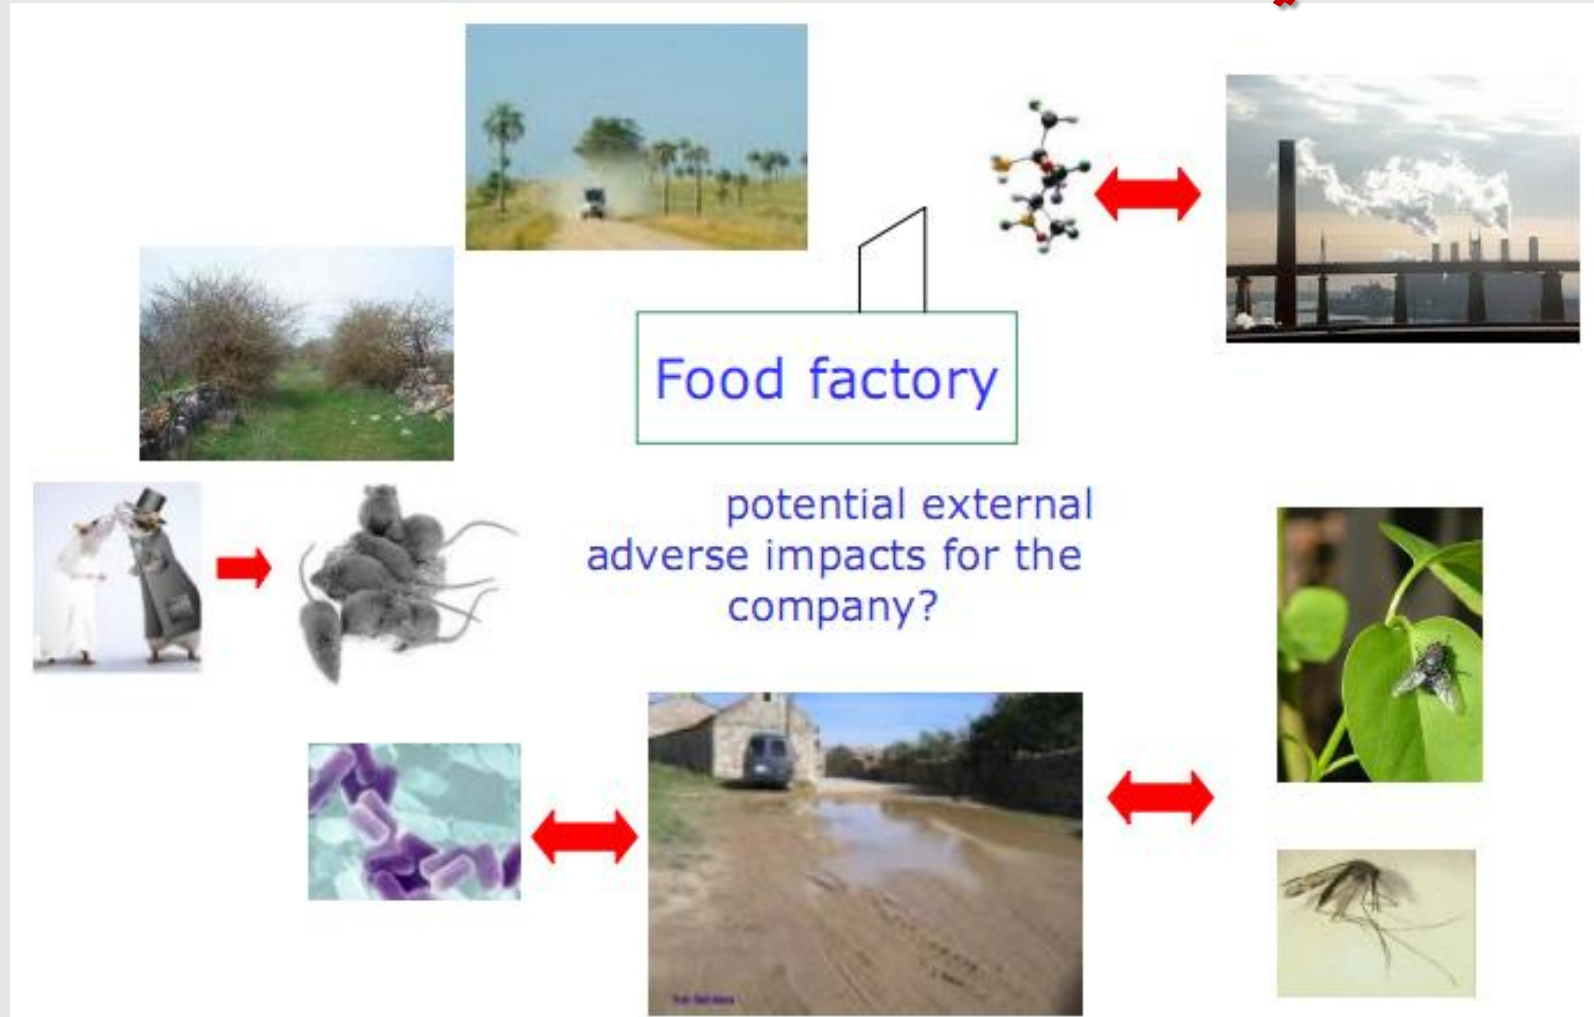 Food factory
potential external
adverse impacts for the
company?